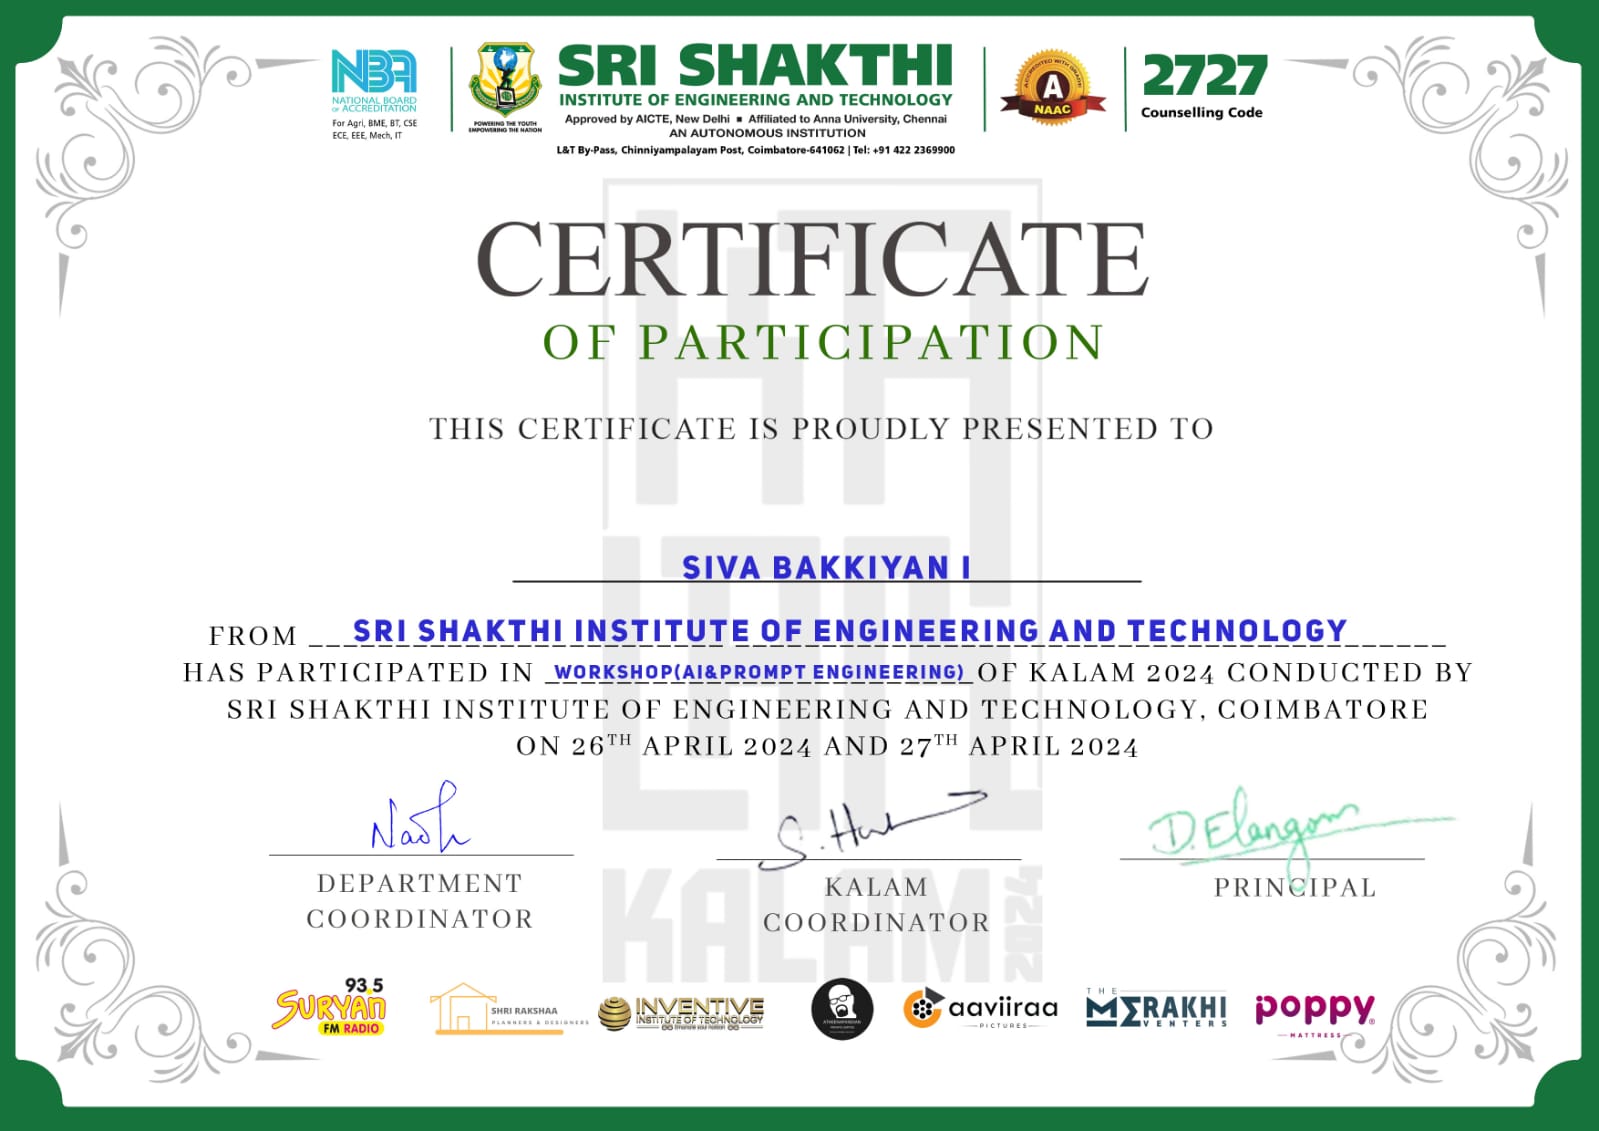 NBA
NATIONAL BOARD
OF ACCREDITATION
For Agri, BME, BT, CSE
ECE, EEE, Mech, IT
POWERING THE YOUTH
EMPOWERING THE NATION
SRI SHAKTHI
INSTITUTE OF ENGINEERING AND TECHNOLOGY
Approved by AICTE, New Delhi ■ Affiliated to Anna University, Chennai
AN AUTONOMOUS INSTITUTION
L&T By-Pass, Chinniyampalayam Post, Coimbatore-641062 | Tel: +91 422 2369900
ACCREDITED WITH GRADE
A
NAAC
2727
Counselling Code
CERTIFICATE
OF PARTICIPATION
THIS CERTIFICATE IS PROUDLY PRESENTED TO
SIVA BAKKIYAN I
FROM SRI SHAKTHI INSTITUTE OF ENGINEERING AND TECHNOLOGY
HAS PARTICIPATED IN WORKSHOP(AI&PROMPT ENGINEERING) OF KALAM 2024 CONDUCTED BY
SRI SHAKTHI INSTITUTE OF ENGINEERING AND TECHNOLOGY, COIMBATORE
ON 26TH APRIL 2024 AND 27TH APRIL 2024
D. Elangom
DEPARTMENT
COORDINATOR
KALAM
COORDINATOR
PRINCIPAL
KALAM 2024
93.5
SURYAN
FM RADIO
SHRI RAKSHAA
PLANNERS & DESIGNERS
INVENTIVE
INSTITUTE OF TECHNOLOGY
aaviiraa
PICTURES
THE
MERAKHI
VENTERS
poppy®
MATTRESS